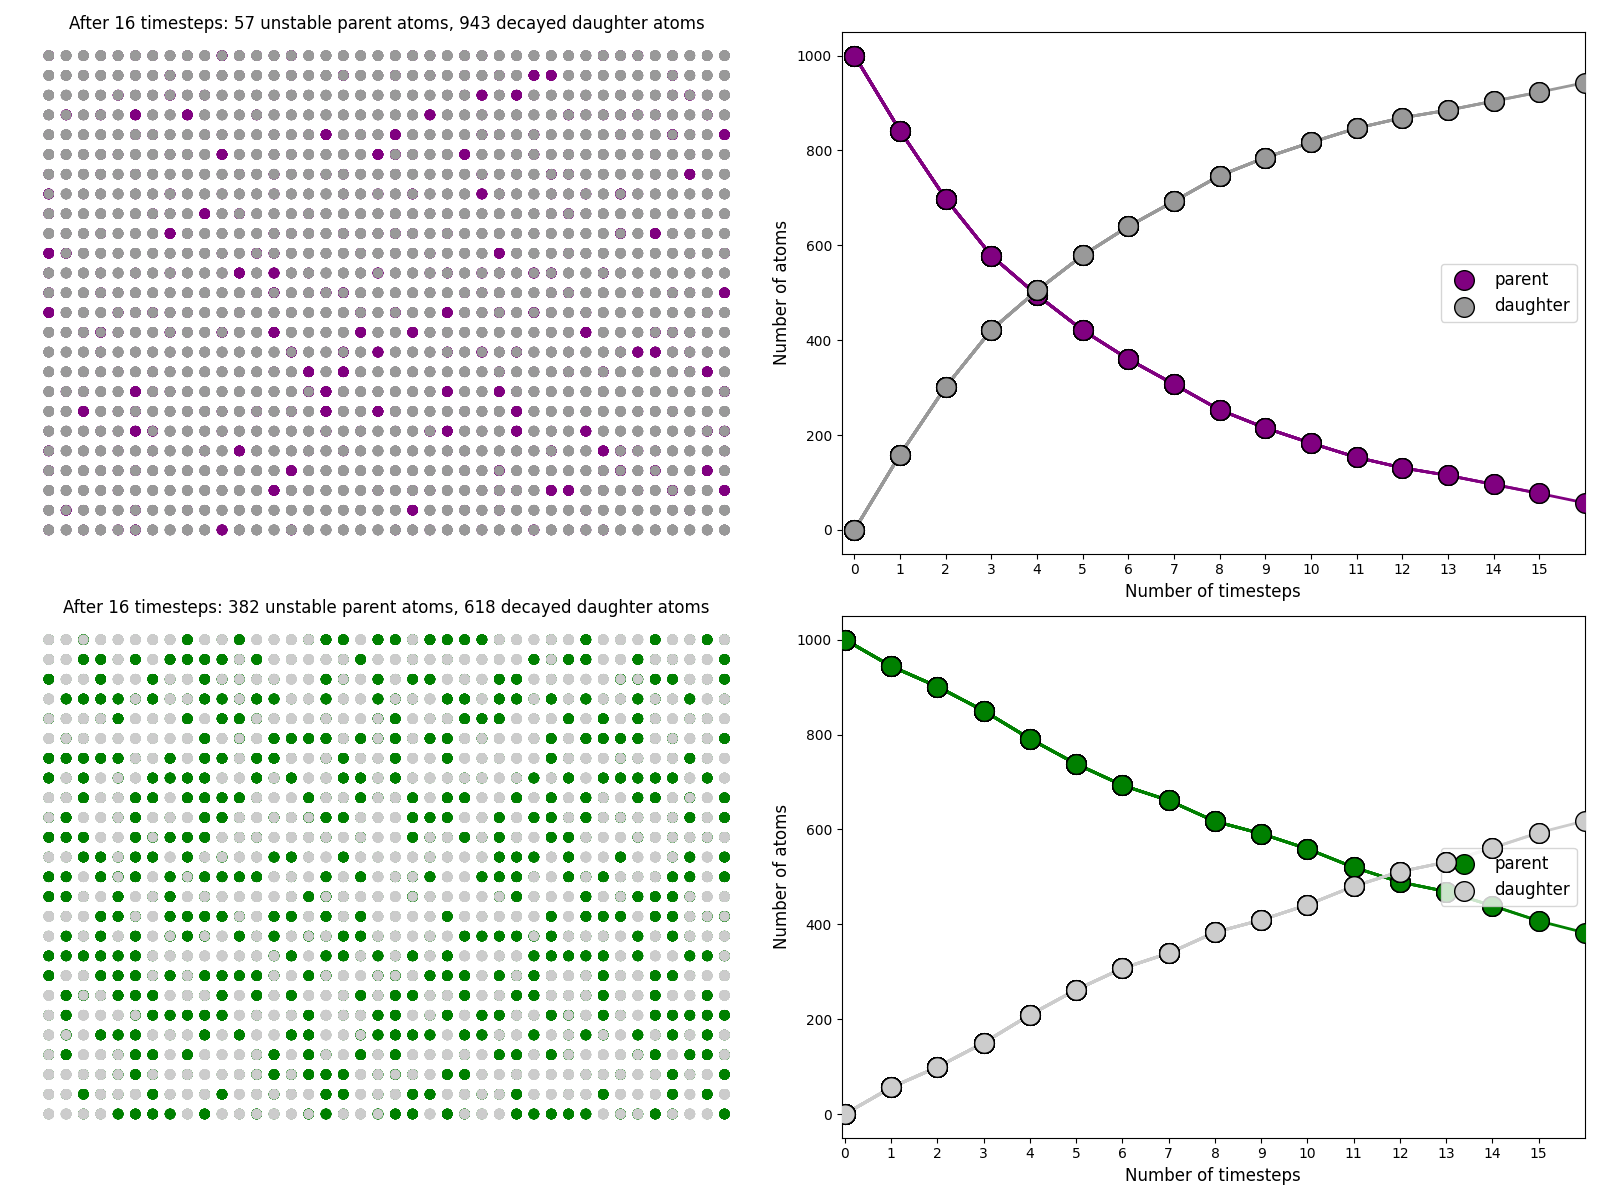 After 16 timesteps: 57 unstable parent atoms, 943 decayed daughter atoms
1000
800
600
400
200
0
Number of atoms
parent
daughter
0 1 2 3 4 5 6 7 8 9 10 11 12 13 14 15
Number of timesteps
After 16 timesteps: 382 unstable parent atoms, 618 decayed daughter atoms
1000
800
600
400
200
0
Number of atoms
parent
daughter
0 1 2 3 4 5 6 7 8 9 10 11 12 13 14 15
Number of timesteps